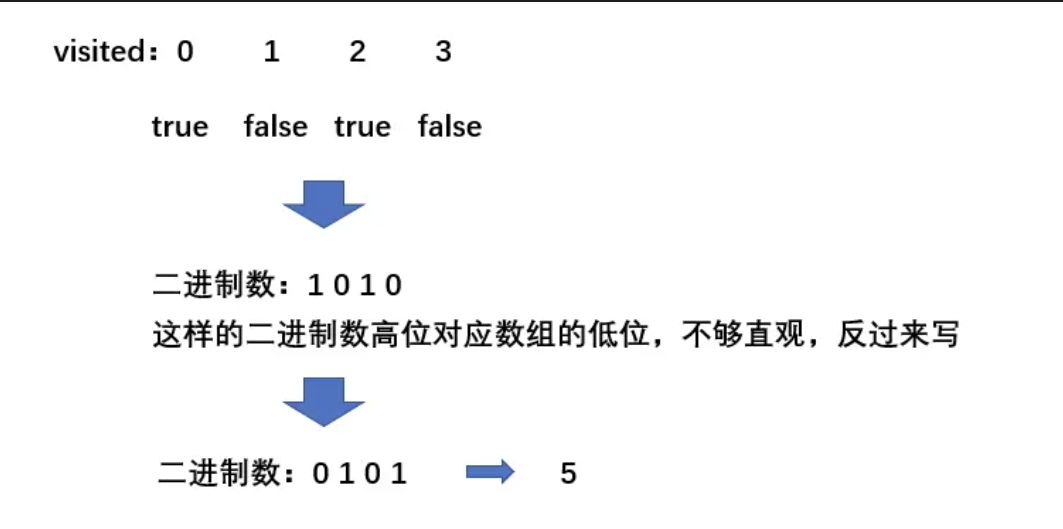 visited：0 1 2 3
true false true false
二进制数：1 0 1 0
这样的二进制数高位对应数组的低位，不够直观，反过来写
二进制数：0 1 0 1 5